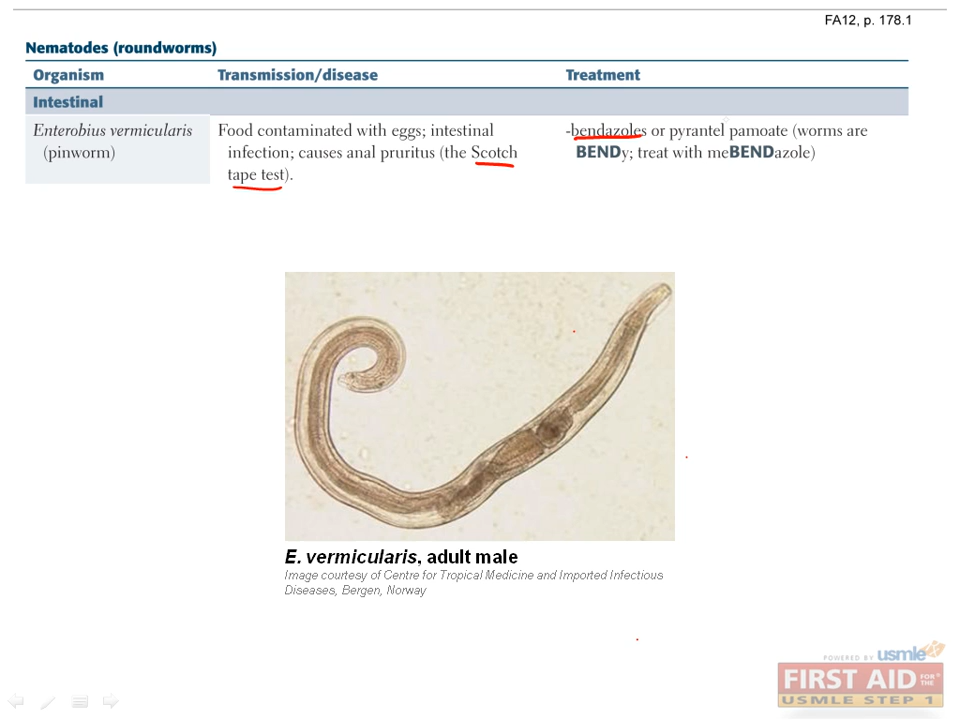 FA12, p. 178.1
Nematodes (roundworms)
Organism Transmission/disease Treatment
Intestinal
Enterobius vermicularis Food contaminated with eggs; intestinal -bendazoles or pyrantel pamoate (worms are
(pinworm) infection; causes anal pruritus (the Scotch BENDy; treat with meBENDazole)
tape test).
E. vermicularis, adult male
Image courtesy of Centre for Tropical Medicine and Imported Infectious
Diseases, Bergen, Norway
POWERED BY usmle
FIRST AID FOR THE
USMLE STEP 1